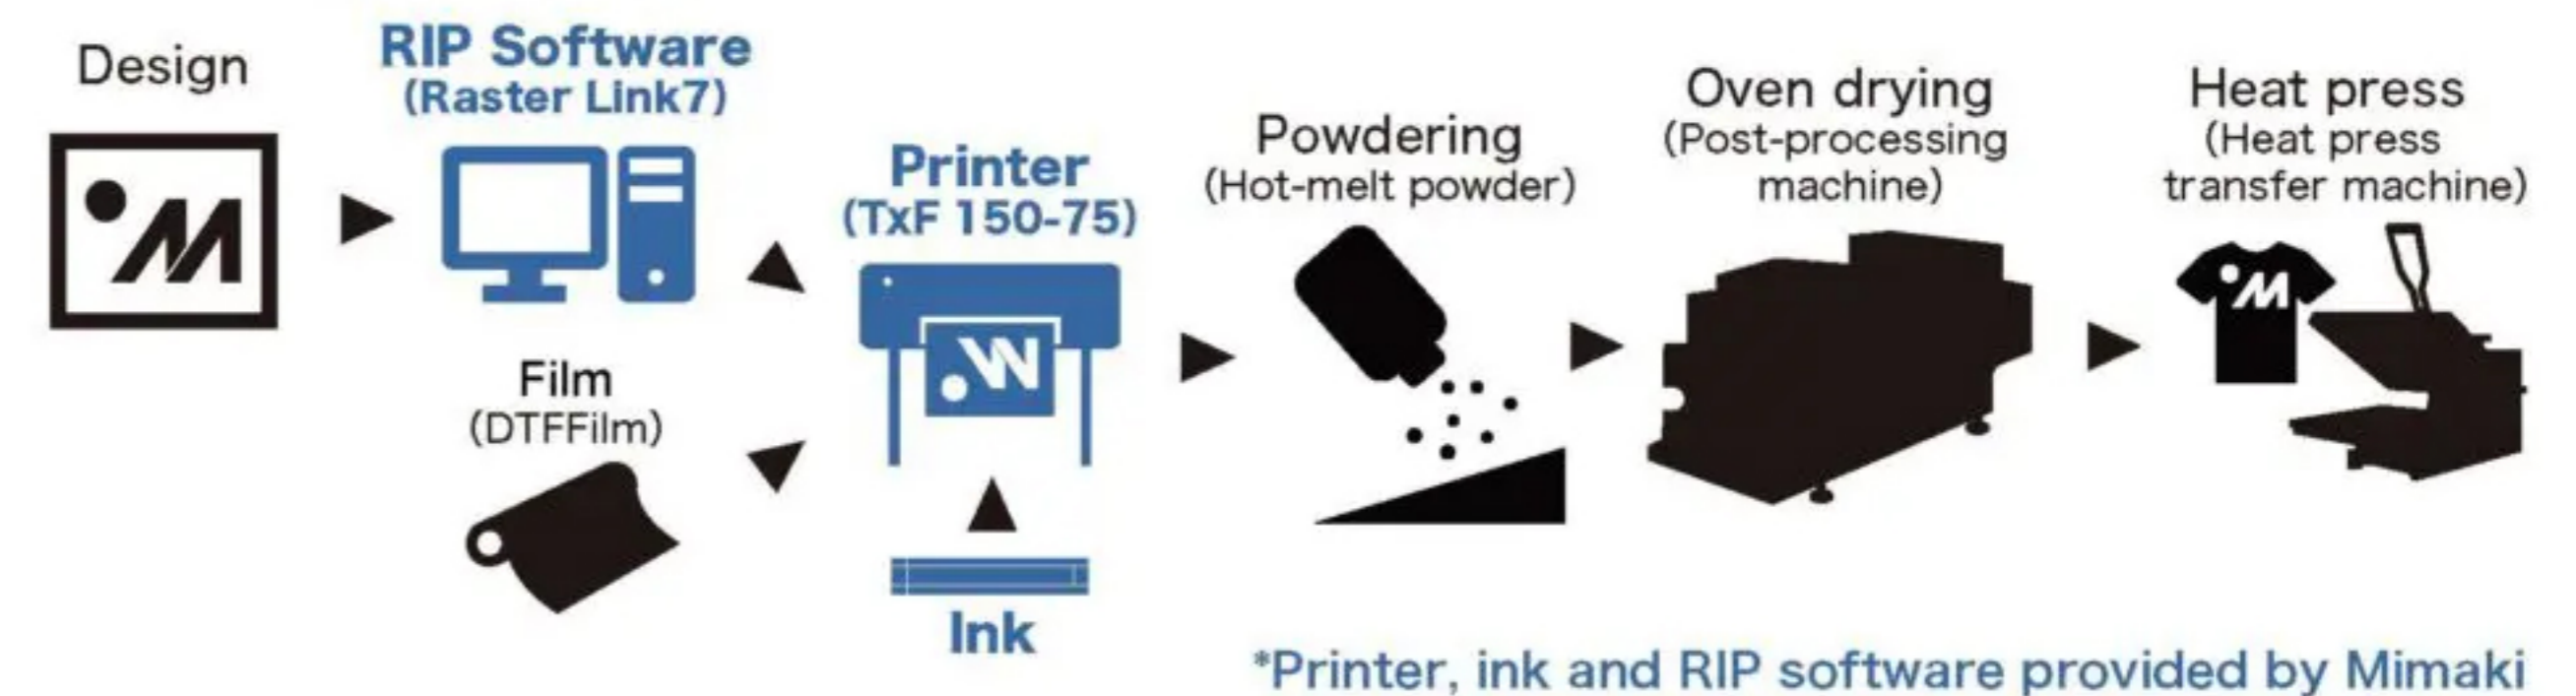 Design
RIP Software
(Raster Link7)
Film
(DTFFilm)
Printer
(TxF 150-75)
Ink
Powdering
(Hot-melt powder)
Oven drying
(Post-processing
machine)
Heat press
(Heat press
transfer machine)
*Printer, ink and RIP software provided by Mimaki